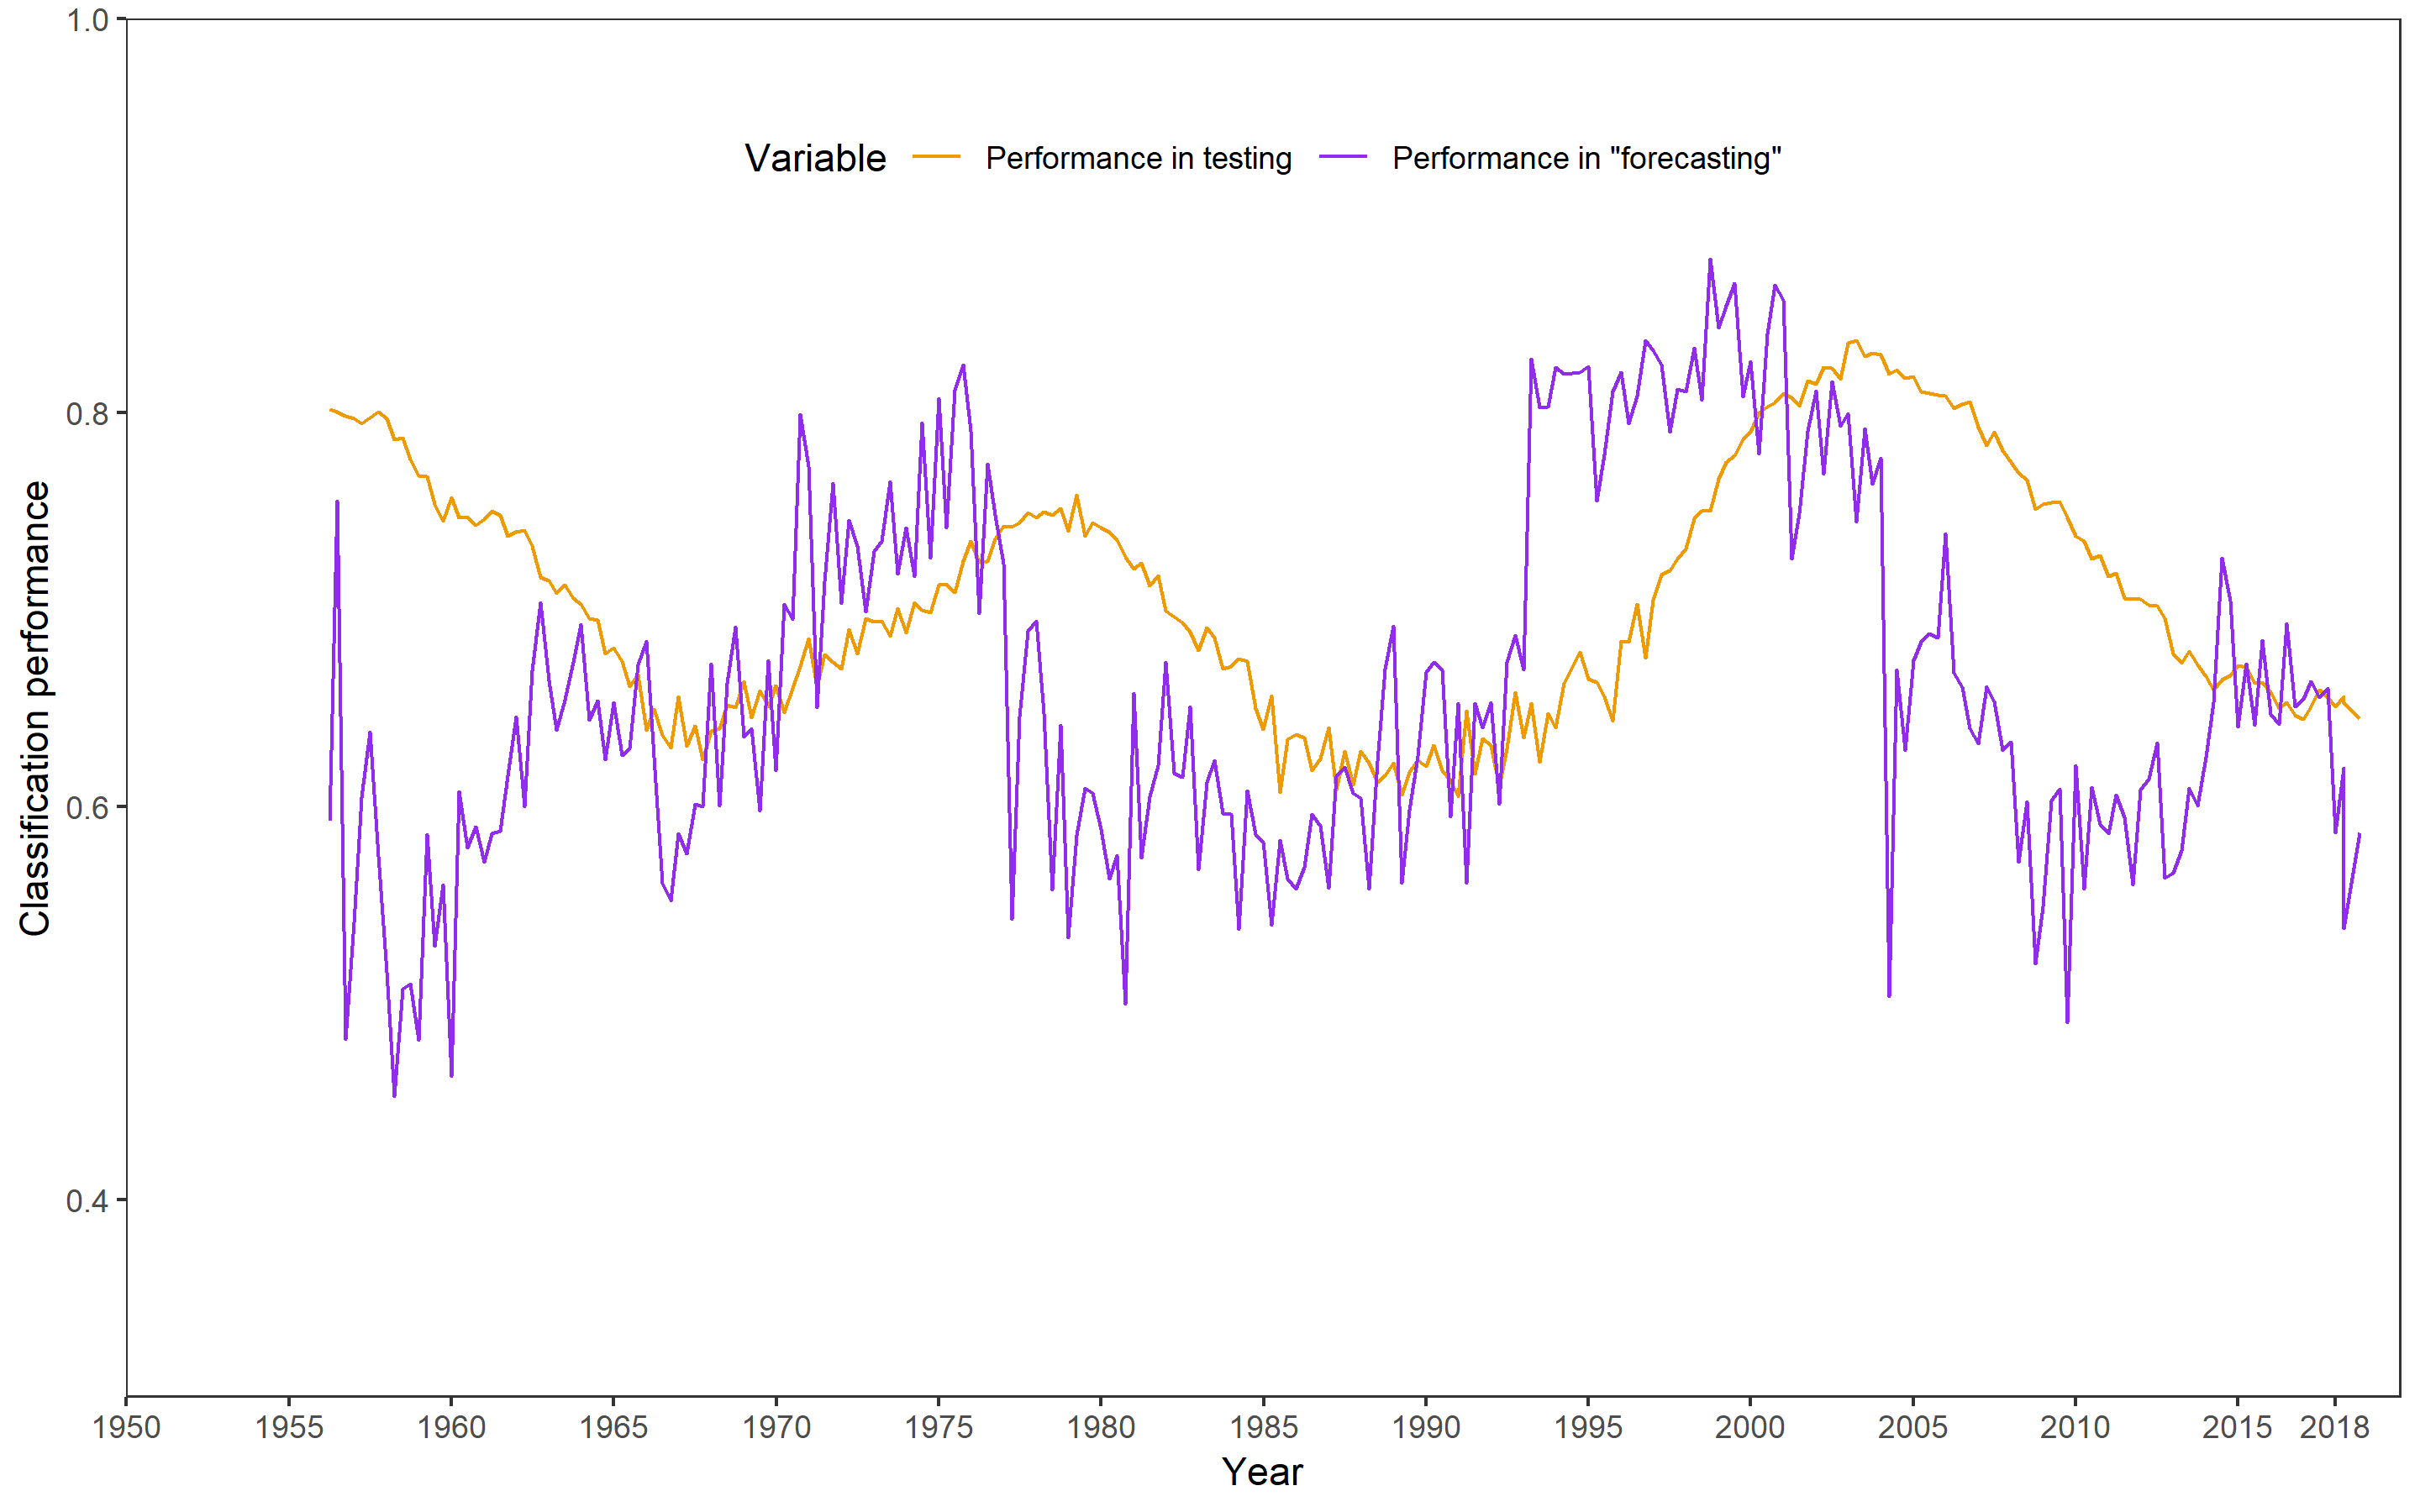 1.0
0.8
0.6
0.4
Classification performance
Variable Performance in testing Performance in "forecasting"
1950 1955 1960 1965 1970 1975 1980 1985 1990 1995 2000 2005 2010 2015 2018
Year